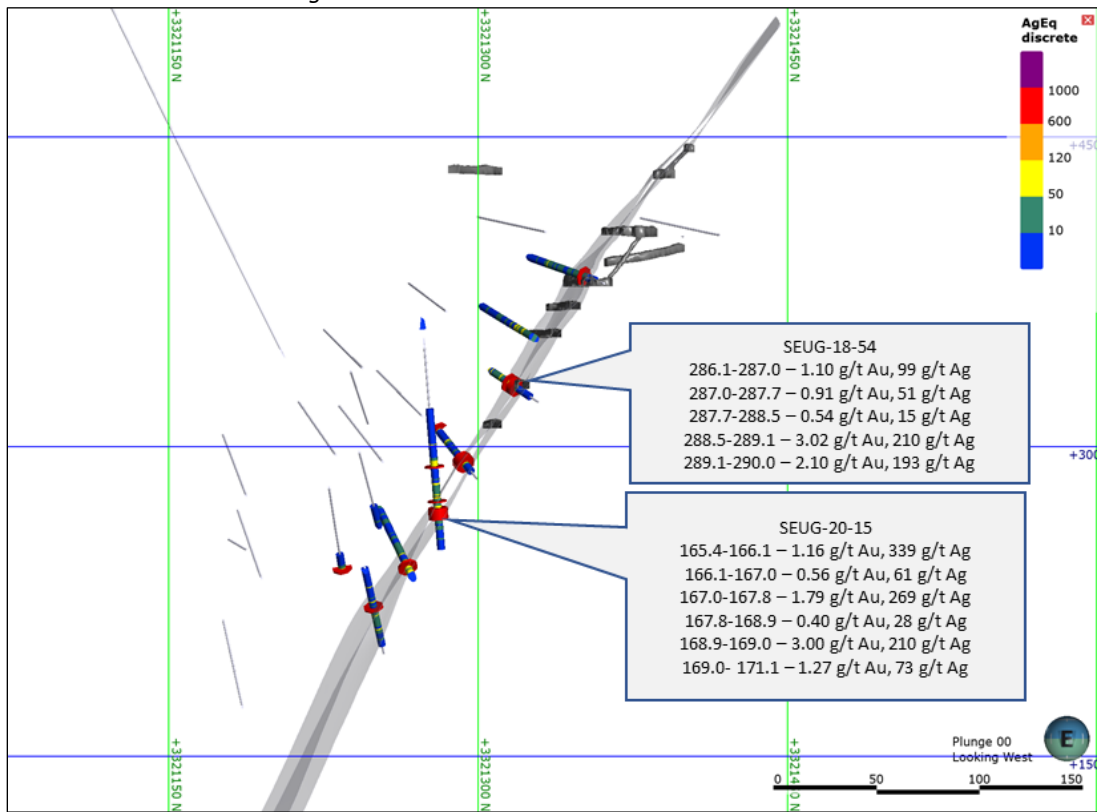 AgEq
discrete
1000
600
120
50
10
+3321150 N
+3321300 N
+3321450 N
+450
+300
+150
SEUG-18-54
286.1-287.0 – 1.10 g/t Au, 99 g/t Ag
287.0-287.7 – 0.91 g/t Au, 51 g/t Ag
287.7-288.5 – 0.54 g/t Au, 15 g/t Ag
288.5-289.1 – 3.02 g/t Au, 210 g/t Ag
289.1-290.0 – 2.10 g/t Au, 193 g/t Ag
SEUG-20-15
165.4-166.1 – 1.16 g/t Au, 339 g/t Ag
166.1-167.0 – 0.56 g/t Au, 61 g/t Ag
167.0-167.8 – 1.79 g/t Au, 269 g/t Ag
167.8-168.9 – 0.40 g/t Au, 28 g/t Ag
168.9-169.0 – 3.00 g/t Au, 210 g/t Ag
169.0- 171.1 – 1.27 g/t Au, 73 g/t Ag
Plunge 00
Looking West
E
0 50 100 150
+3321150 N
+3321300 N